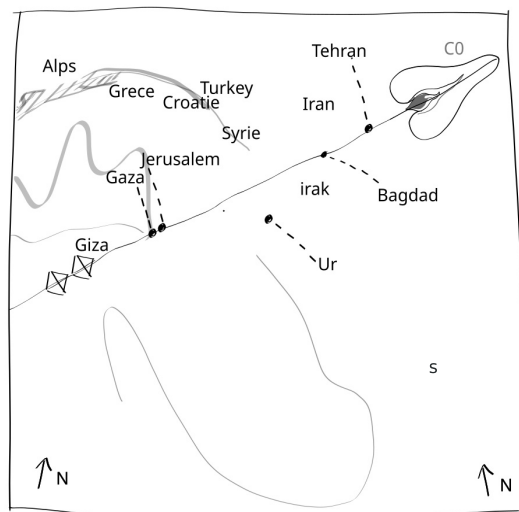 Tehran
C0
Alps
Grece
Turkey
Croatie
Iran
Syrie
Jerusalem
Gaza
irak
Bagdad
Giza
Ur
s
N
N